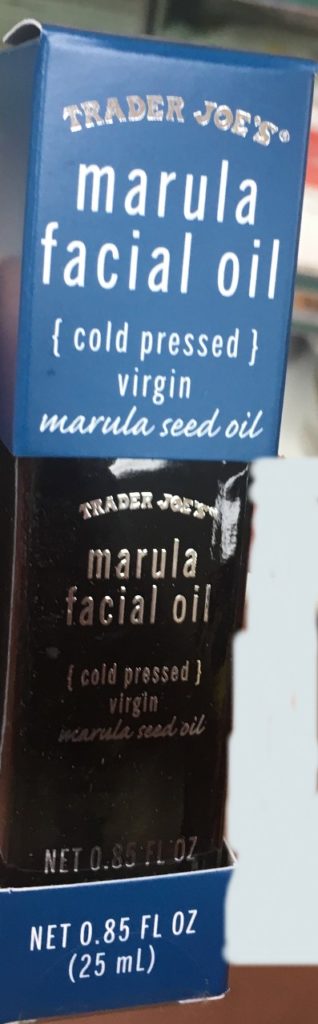 TRADER JOE'S®
marula
facial oil
{ cold pressed }
virgin
marula seed oil
TRADER JOE'S
marula
facial oil
{ cold pressed }
virgin
marula seed oil
NET 0.85 FL OZ
NET 0.85 FL OZ
(25 mL)